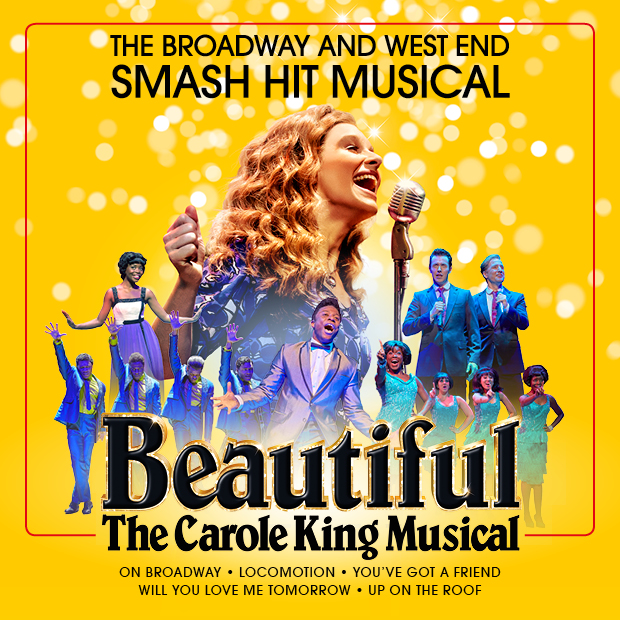 THE BROADWAY AND WEST END
SMASH HIT MUSICAL
Beautiful
The Carole King Musical
ON BROADWAY • LOCOMOTION • YOU'VE GOT A FRIEND
WILL YOU LOVE ME TOMORROW • UP ON THE ROOF